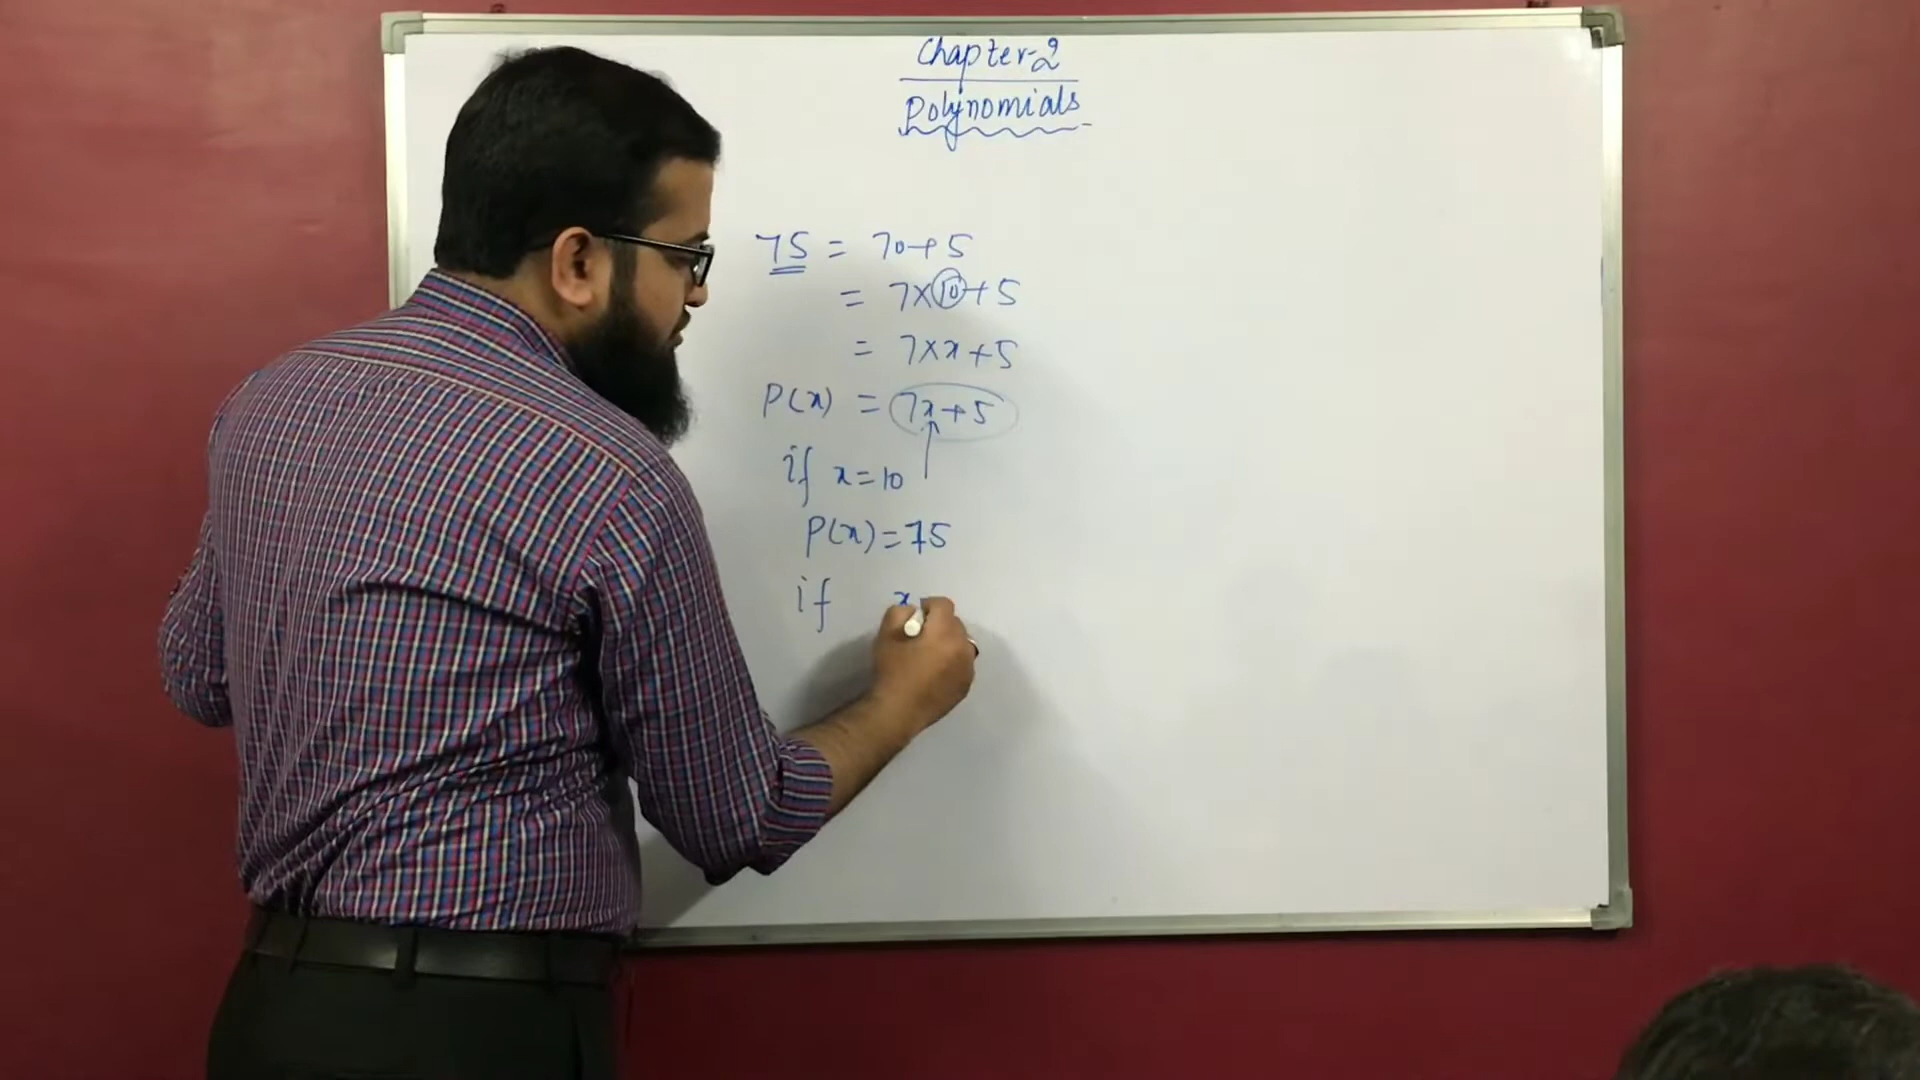 Chapter-2
Polynomials
75 = 70+5
= 7×10+5
= 7×x+5
P(x) = 7x+5
if x=10
P(x)=75
if x